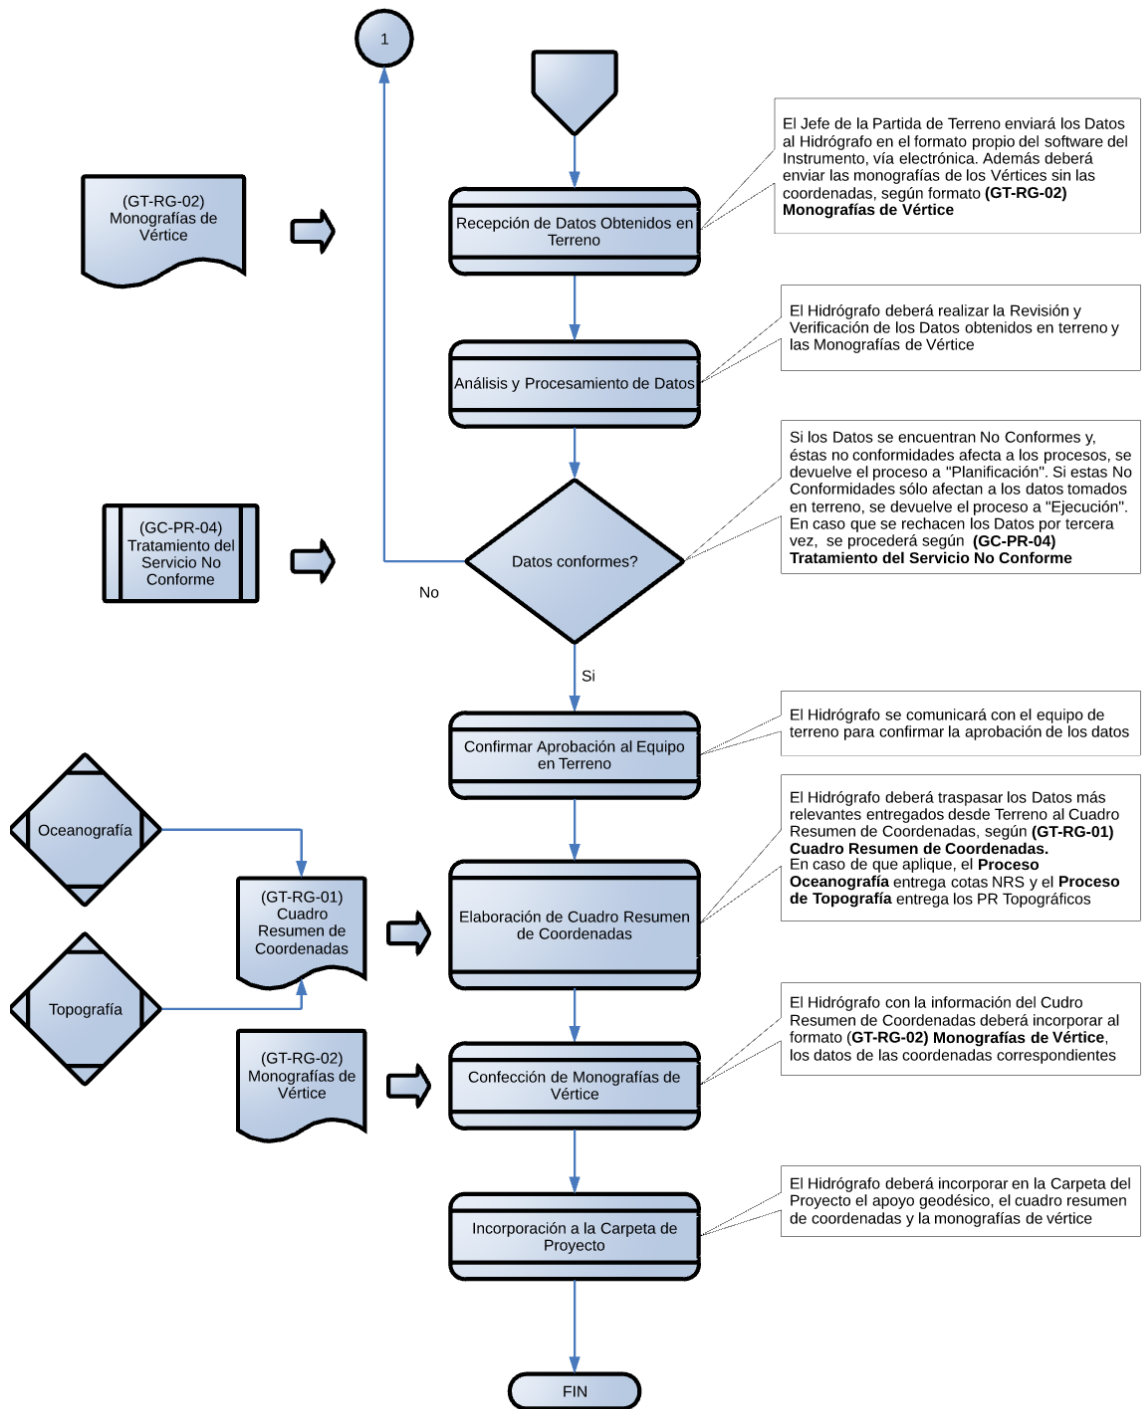 1
El Jefe de la Partida de Terreno enviará los Datos
al Hidrógrafo en el formato propio del software del
Instrumento, vía electrónica. Además deberá
enviar las monografías de los Vértices sin las
coordenadas, según formato (GT-RG-02)
Monografías de Vértice
(GT-RG-02)
Monografías de
Vértice
Recepción de Datos Obtenidos en
Terreno
El Hidrógrafo deberá realizar la Revisión y
Verificación de los Datos obtenidos en terreno y
las Monografías de Vértice
Análisis y Procesamiento de Datos
Si los Datos se encuentran No Conformes y,
éstas no conformidades afecta a los procesos, se
devuelve el proceso a "Planificación". Si estas No
Conformidades sólo afectan a los datos tomados
en terreno, se devuelve el proceso a "Ejecución".
En caso que se rechacen los Datos por tercera
vez, se procederá según (GC-PR-04)
Tratamiento del Servicio No Conforme
(GC-PR-04)
Tratamiento del
Servicio No
Conforme
Datos conformes?
No
Si
El Hidrógrafo se comunicará con el equipo de
terreno para confirmar la aprobación de los datos
Confirmar Aprobación al Equipo
en Terreno
El Hidrógrafo deberá traspasar los Datos más
relevantes entregados desde Terreno al Cuadro
Resumen de Coordenadas, según (GT-RG-01)
Cuadro Resumen de Coordenadas.
En caso de que aplique, el Proceso
Oceanografía entrega cotas NRS y el Proceso
de Topografía entrega los PR Topográficos
Oceanografía
(GT-RG-01)
Cuadro
Resumen de
Coordenadas
Elaboración de Cuadro Resumen
de Coordenadas
Topografía
El Hidrógrafo con la información del Cudro
Resumen de Coordenadas deberá incorporar al
formato (GT-RG-02) Monografías de Vértice,
los datos de las coordenadas correspondientes
(GT-RG-02)
Monografías de
Vértice
Confección de Monografías de
Vértice
El Hidrógrafo deberá incorporar en la Carpeta del
Proyecto el apoyo geodésico, el cuadro resumen
de coordenadas y la monografías de vértice
Incorporación a la Carpeta de
Proyecto
FIN